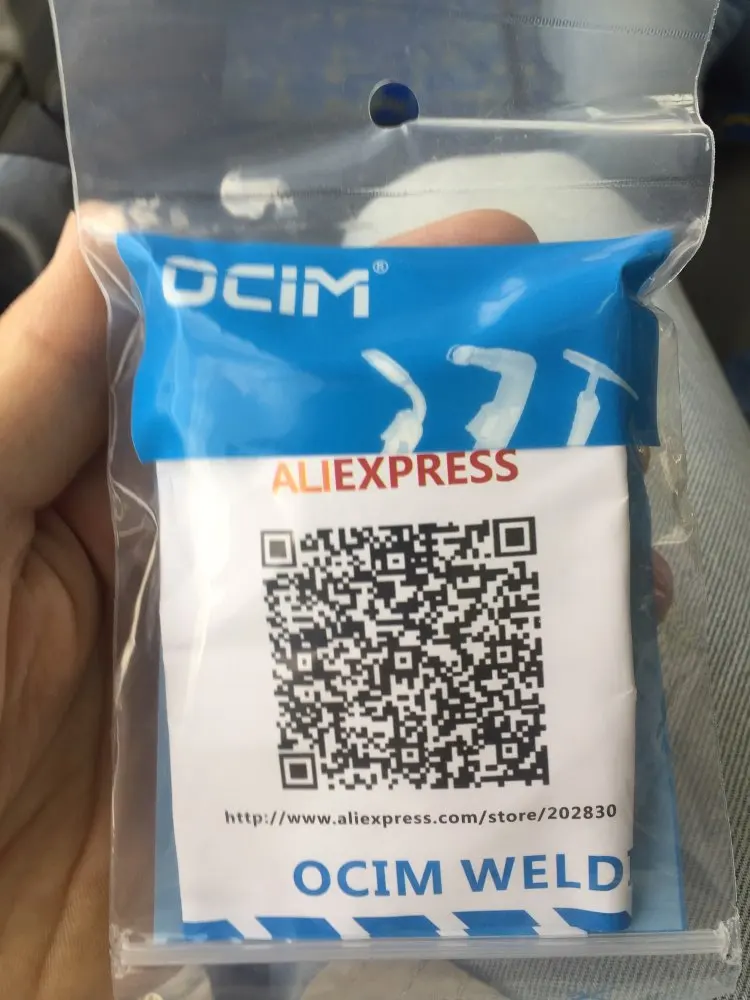 OCIM®
ALIEXPRESS
http://www.aliexpress.com/store/202830
OCIM WELD